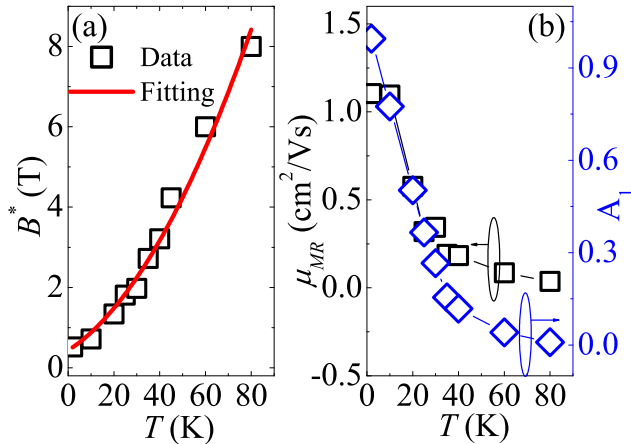 (a)
Data
Fitting
8
6
4
2
0
B* (T)
0 20 40 60 80
T (K)
(b)
1.5
1.0
0.5
0.0
-0.5
μ_MR (cm²/Vs)
0.9
0.6
0.3
0.0
A₁
0 20 40 60 80
T (K)